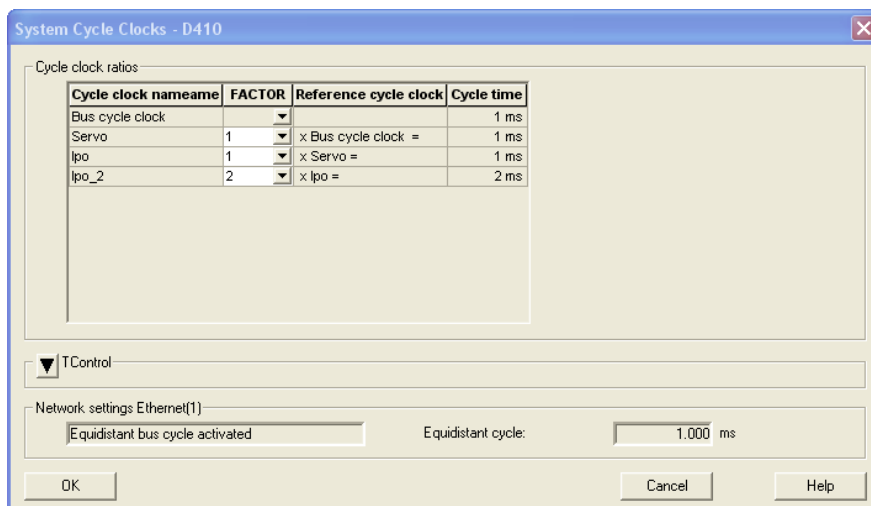 System Cycle Clocks - D410
Cycle clock ratios
Cycle clock nameame FACTOR Reference cycle clock Cycle time
Bus cycle clock 1 ms
Servo 1 x Bus cycle clock = 1 ms
Ipo 1 x Servo = 1 ms
Ipo_2 2 x Ipo = 2 ms
TControl
Network settings Ethernet(1)
Equidistant bus cycle activated Equidistant cycle: 1.000 ms
OK Cancel Help